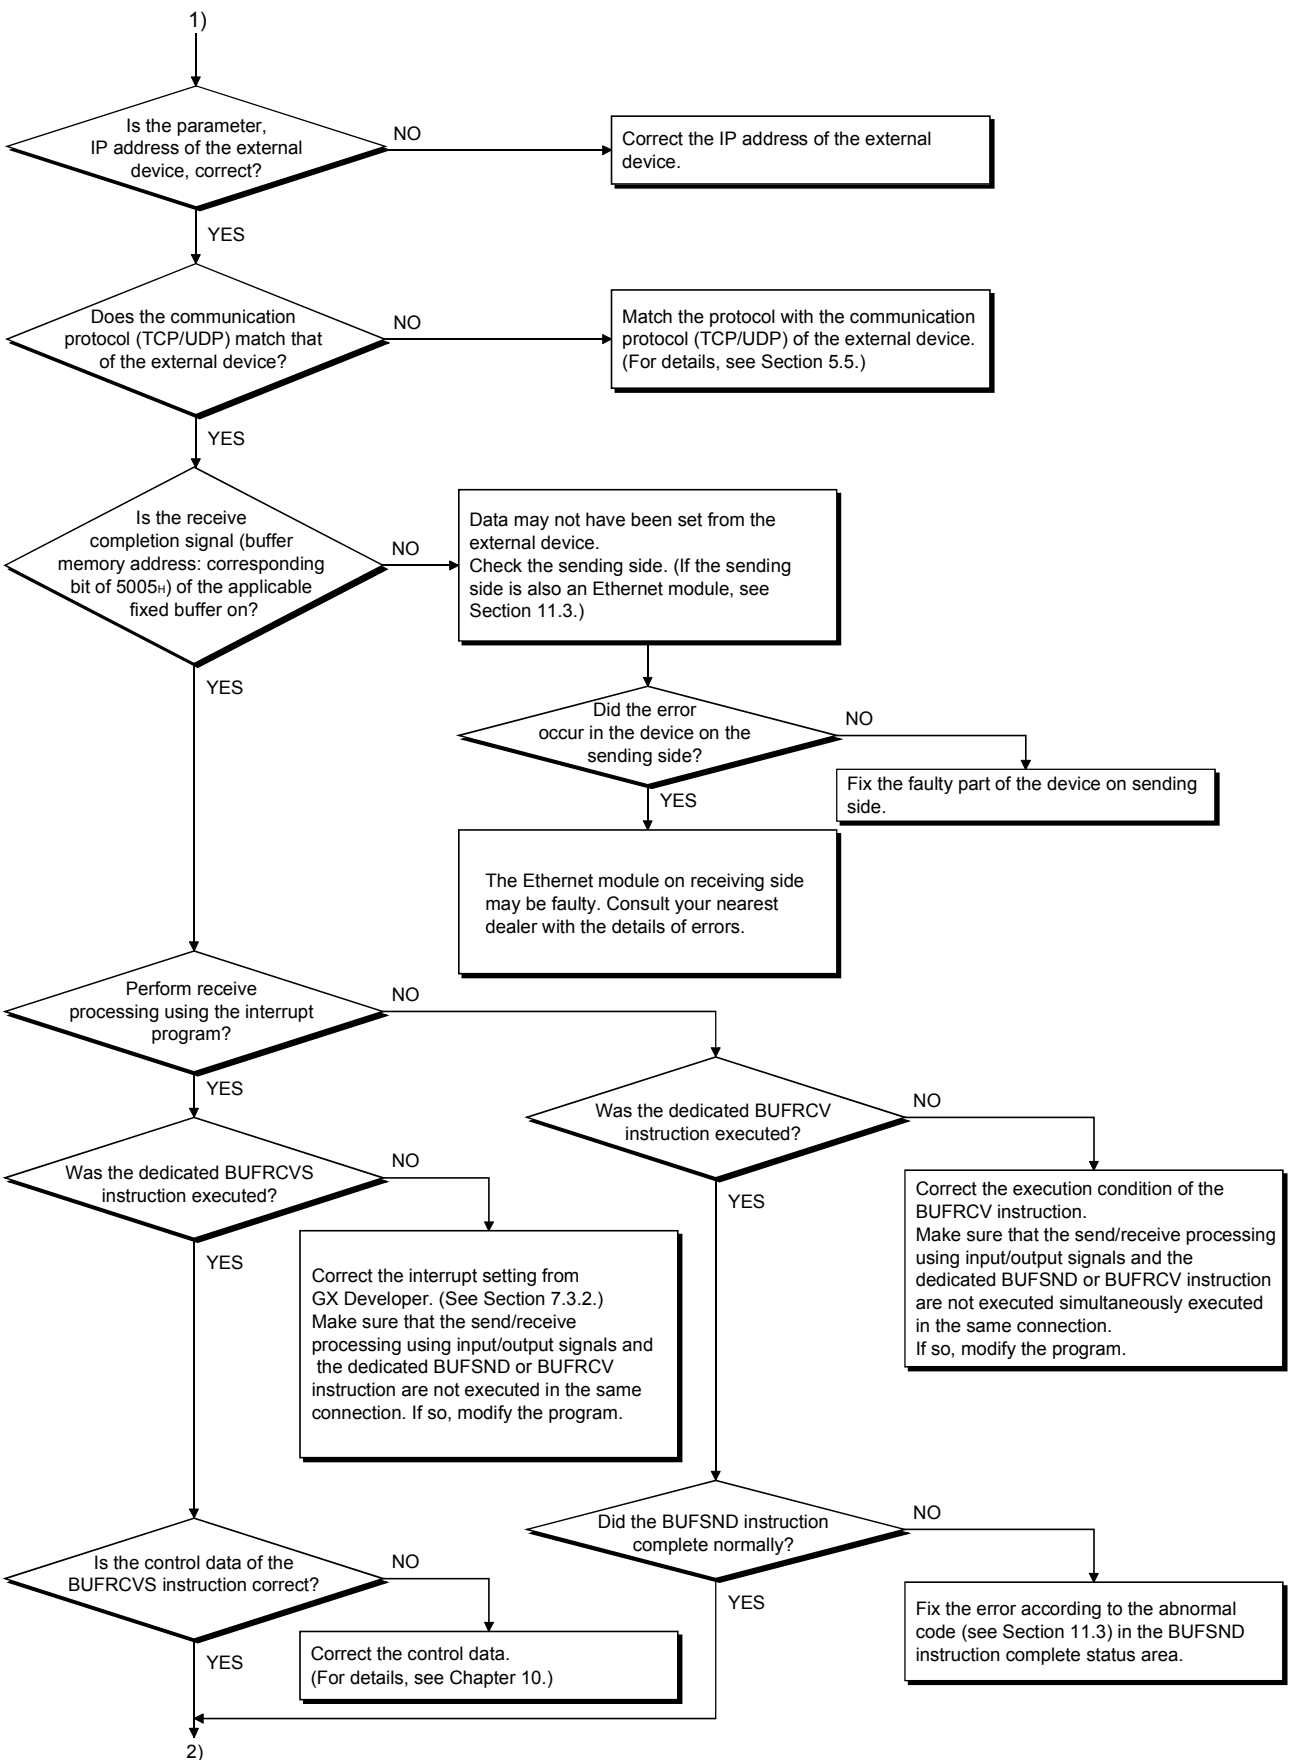 1)
Is the parameter,
IP address of the external
device, correct?
NO
Correct the IP address of the external
device.
YES
Does the communication
protocol (TCP/UDP) match that
of the external device?
NO
Match the protocol with the communication
protocol (TCP/UDP) of the external device.
(For details, see Section 5.5.)
YES
Is the receive
completion signal (buffer
memory address: corresponding
bit of 5005H) of the applicable
fixed buffer on?
NO
Data may not have been set from the
external device.
Check the sending side. (If the sending
side is also an Ethernet module, see
Section 11.3.)
YES
Did the error
occur in the device on the
sending side?
NO
Fix the faulty part of the device on sending
side.
YES
The Ethernet module on receiving side
may be faulty. Consult your nearest
dealer with the details of errors.
Perform receive
processing using the interrupt
program?
NO
YES
Was the dedicated BUFRCV
instruction executed?
NO
Correct the execution condition of the
BUFRCV instruction.
Make sure that the send/receive processing
using input/output signals and the
dedicated BUFSND or BUFRCV instruction
are not executed simultaneously executed
in the same connection.
If so, modify the program.
YES
Was the dedicated BUFRCVS
instruction executed?
NO
Correct the interrupt setting from
GX Developer. (See Section 7.3.2.)
Make sure that the send/receive
processing using input/output signals and
the dedicated BUFSND or BUFRCV
instruction are not executed in the same
connection. If so, modify the program.
YES
Did the BUFSND instruction
complete normally?
NO
Fix the error according to the abnormal
code (see Section 11.3) in the BUFSND
instruction complete status area.
YES
Is the control data of the
BUFRCVS instruction correct?
NO
Correct the control data.
(For details, see Chapter 10.)
YES
2)